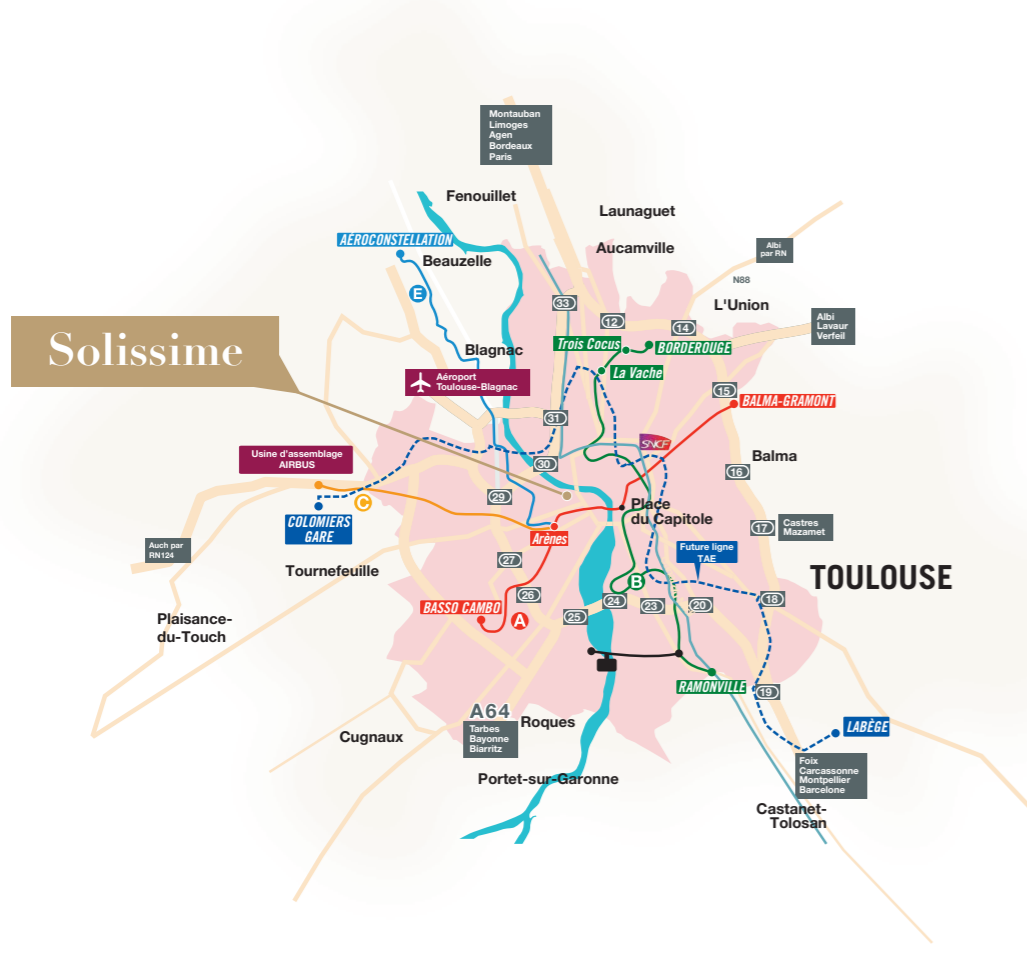 Montauban
Limoges
Agen
Bordeaux
Paris
Fenouillet
Launaguet
AÉROCONSTELLATION
Aucamville
Albi
par RN
Beauzelle
N88
E
33
L'Union
12
14
Albi
Lavaur
Verfeil
Solissime
Blagnac
Trois Cocus
BORDEROUGE
La Vache
Aéroport
Toulouse-Blagnac
15
BALMA-GRAMONT
31
SNCF
Usine d'assemblage
AIRBUS
30
Balma
16
C
29
Place
du Capitole
COLOMIERS
GARE
17
Castres
Mazamet
Arènes
Auch par
RN124
Future ligne
TAE
27
Tournefeuille
B
TOULOUSE
26
BASSO CAMBO
24
23
20
18
A
25
Plaisance-
du-Touch
RAMONVILLE
19
A64
Roques
Tarbes
Bayonne
Biarritz
LABÈGE
Cugnaux
Foix
Carcassonne
Montpellier
Barcelone
Portet-sur-Garonne
Castanet-
Tolosan